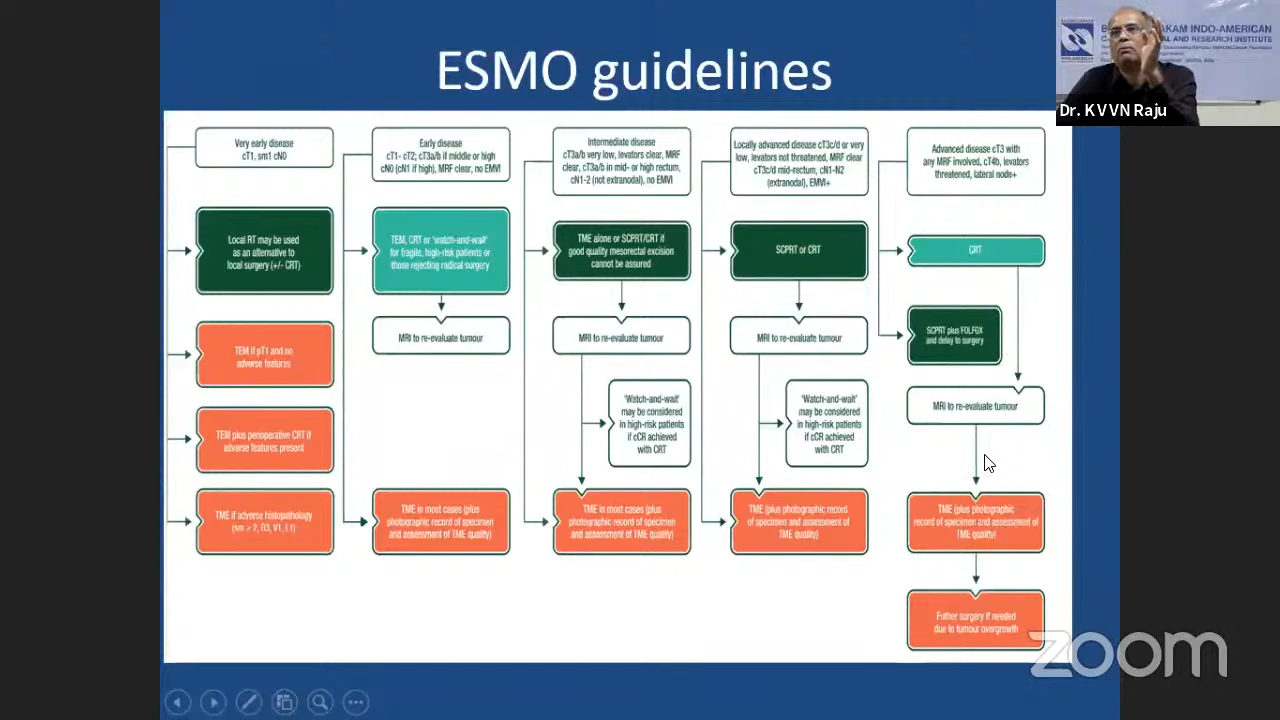 ESMO guidelines
B AKAM INDO-AMERICAN
AL AND RESEARCH INSTITUTE
Dr. K V V N Raju
Very early disease
cT1, sm1 cN0
Local RT may be used
as an alternative to
local surgery (+/- CRT)
TEM if pT1 and no
adverse features
TEM plus perioperative CRT if
adverse features present
TME if adverse histopathology
(sm ≥ 2, G3, V1, L1)
Early disease
cT1- cT2; cT3a/b if middle or high
cN0 (cN1 if high), MRF clear, no EMVI
TEM, CRT or 'watch-and-wait'
for fragile, high-risk patients or
those rejecting radical surgery
MRI to re-evaluate tumour
TME in most cases (plus
photographic record of specimen
and assessment of TME quality)
Intermediate disease
cT3a/b very low, levators clear, MRF
clear, cT3a/b in mid- or high rectum,
cN1-2 (not extranodal), no EMVI
TME alone or SCPRT/CRT if
good quality mesorectal excision
cannot be assured
MRI to re-evaluate tumour
'Watch-and-wait'
may be considered
in high-risk patients
if cCR achieved
with CRT
TME in most cases (plus
photographic record of specimen
and assessment of TME quality)
Locally advanced disease cT3c/d or very
low, levators not threatened, MRF clear
cT3c/d mid-rectum, cN1-N2
(extranodal), EMVI+
SCPRT or CRT
MRI to re-evaluate tumour
'Watch-and-wait'
may be considered
in high-risk patients
if cCR achieved
with CRT
TME (plus photographic record
of specimen and assessment of
TME quality)
Advanced disease cT3 with
any MRF involved, cT4b, levators
threatened, lateral node+
CRT
SCPRT plus FOLFOX
and delay to surgery
MRI to re-evaluate tumour
TME (plus photographic
record of specimen and assessment of
TME quality)
Futher surgery if needed
due to tumour overgrowth
zoom